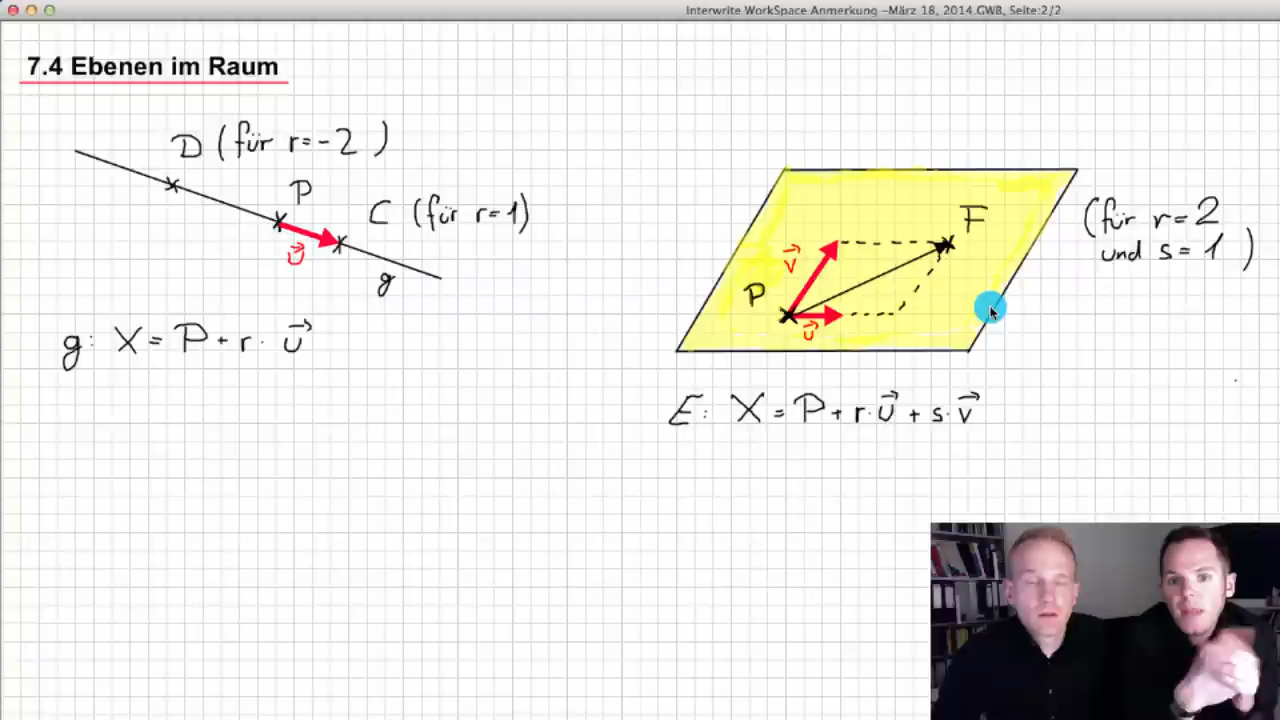 Interwrite WorkSpace Anmerkung –März 18, 2014.GWB, Seite:2/2
7.4 Ebenen im Raum
D (für r=-2)
P
C (für r=1)
u⃗
g
g: X = P + r · u⃗
F
(für r=2
und s=1)
v⃗
P
u⃗
E: X = P + r · u⃗ + s · v⃗